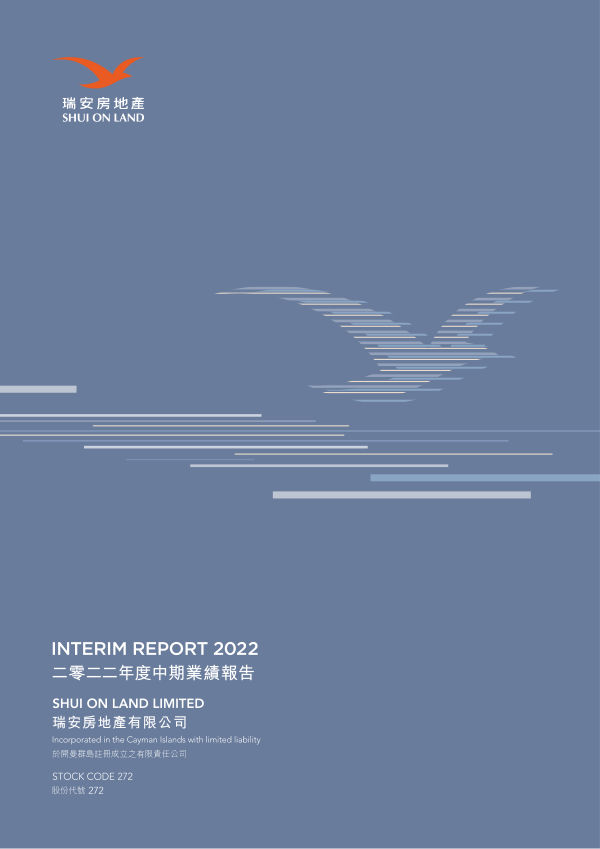 瑞安房地產
SHUI ON LAND
INTERIM REPORT 2022
二零二二年度中期業績報告
SHUI ON LAND LIMITED
瑞安房地產有限公司
Incorporated in the Cayman Islands with limited liability
於開曼群島註冊成立之有限責任公司
STOCK CODE 272
股份代號 272